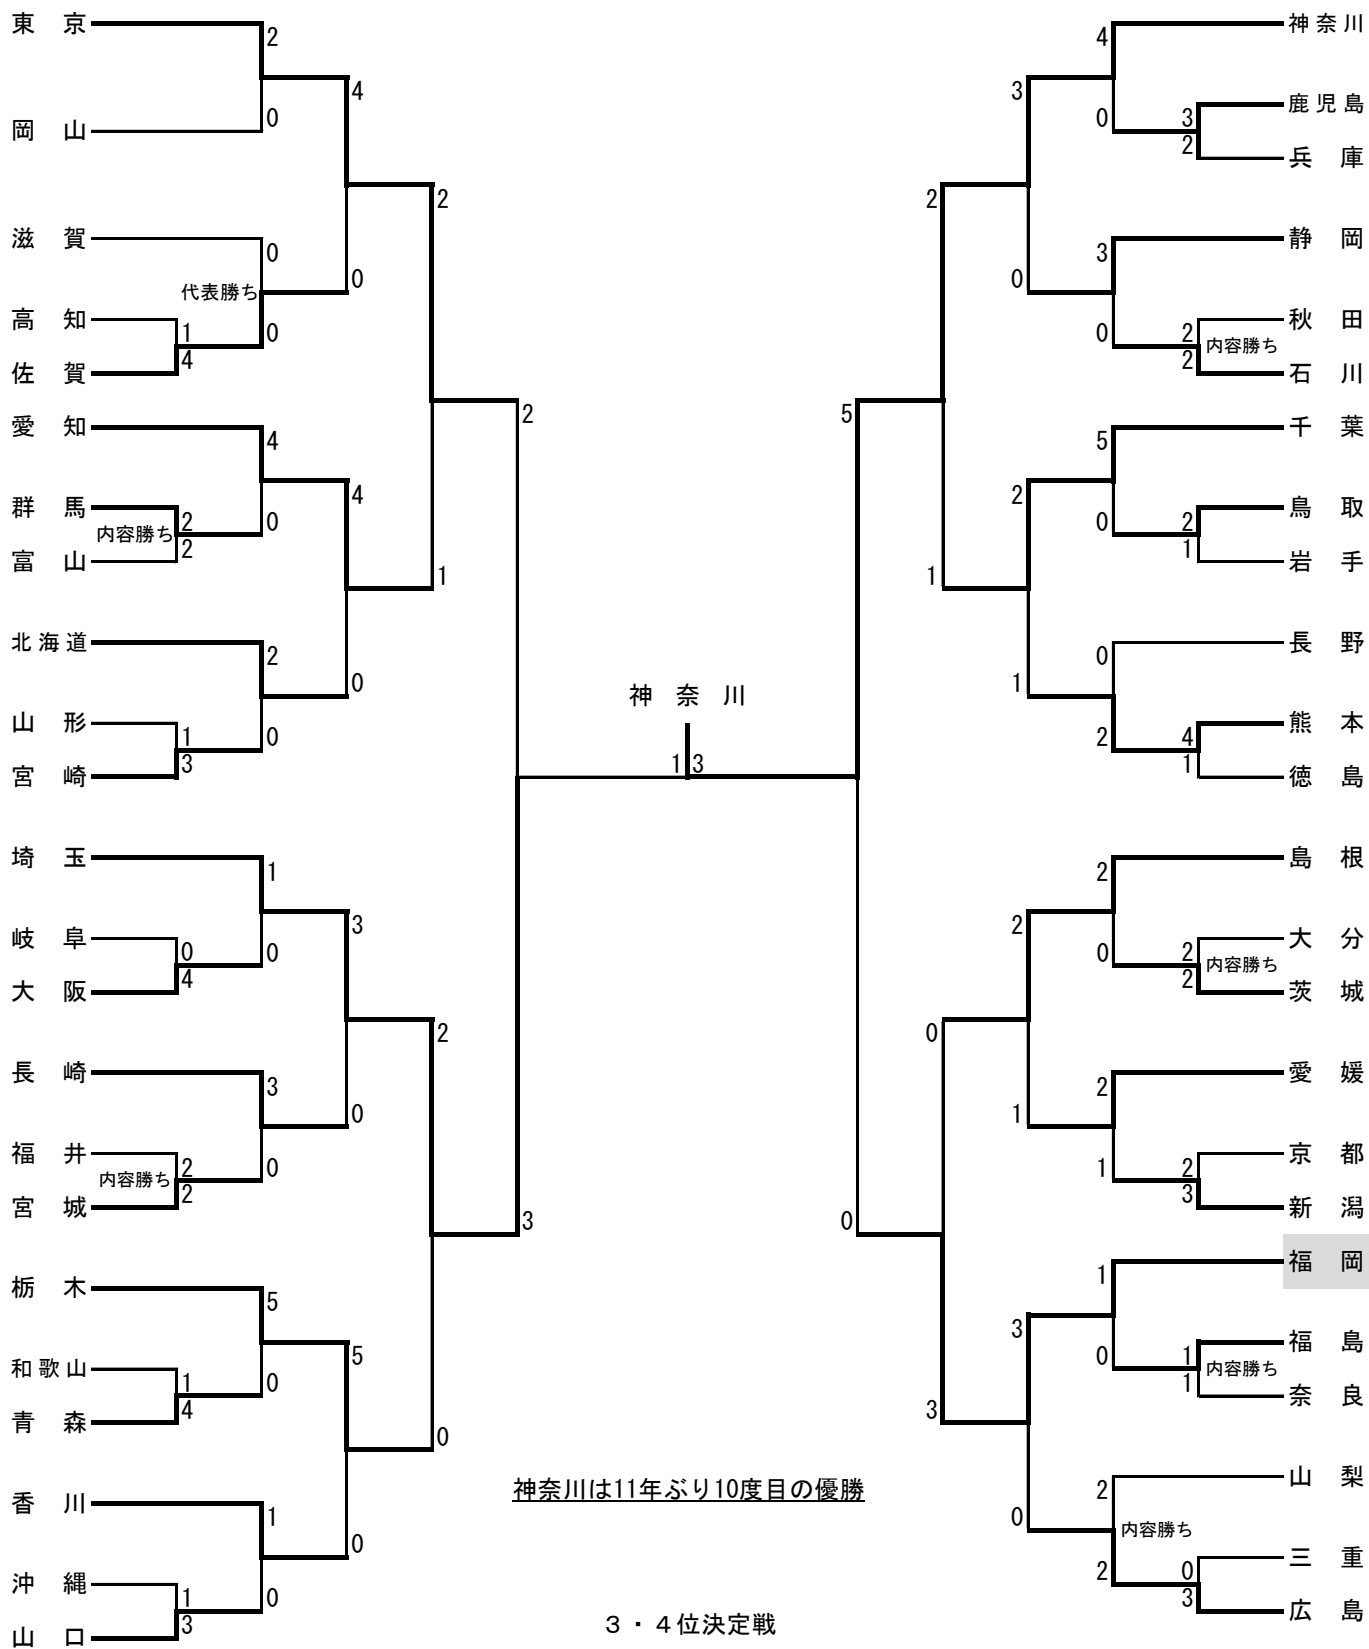 東 京
2
4
岡 山
0
2
滋 賀
0
代表勝ち
0
高 知
1
0
佐 賀
4
2
愛 知
4
4
群 馬
2
内容勝ち
0
富 山
2
1
北 海 道
2
0
山 形
1
0
宮 崎
3
埼 玉
1
3
岐 阜
0
0
大 阪
4
2
長 崎
3
0
福 井
2
内容勝ち
0
宮 城
2
3
栃 木
5
5
和 歌 山
1
0
青 森
4
0
香 川
1
0
沖 縄
1
0
山 口
3
神 奈 川
1 3
神 奈 川
4
3
鹿 児 島
3
0
兵 庫
2
2
静 岡
3
0
秋 田
2
内容勝ち
0
石 川
2
5
千 葉
5
2
鳥 取
2
0
岩 手
1
1
長 野
0
1
熊 本
4
2
徳 島
1
島 根
2
2
大 分
2
内容勝ち
0
茨 城
2
0
愛 媛
2
1
京 都
2
1
新 潟
3
0
福 岡
1
3
福 島
1
内容勝ち
0
奈 良
1
3
山 梨
2
0
内容勝ち
三 重
0
2
広 島
3
神奈川は11年ぶり10度目の優勝
3・4位決定戦